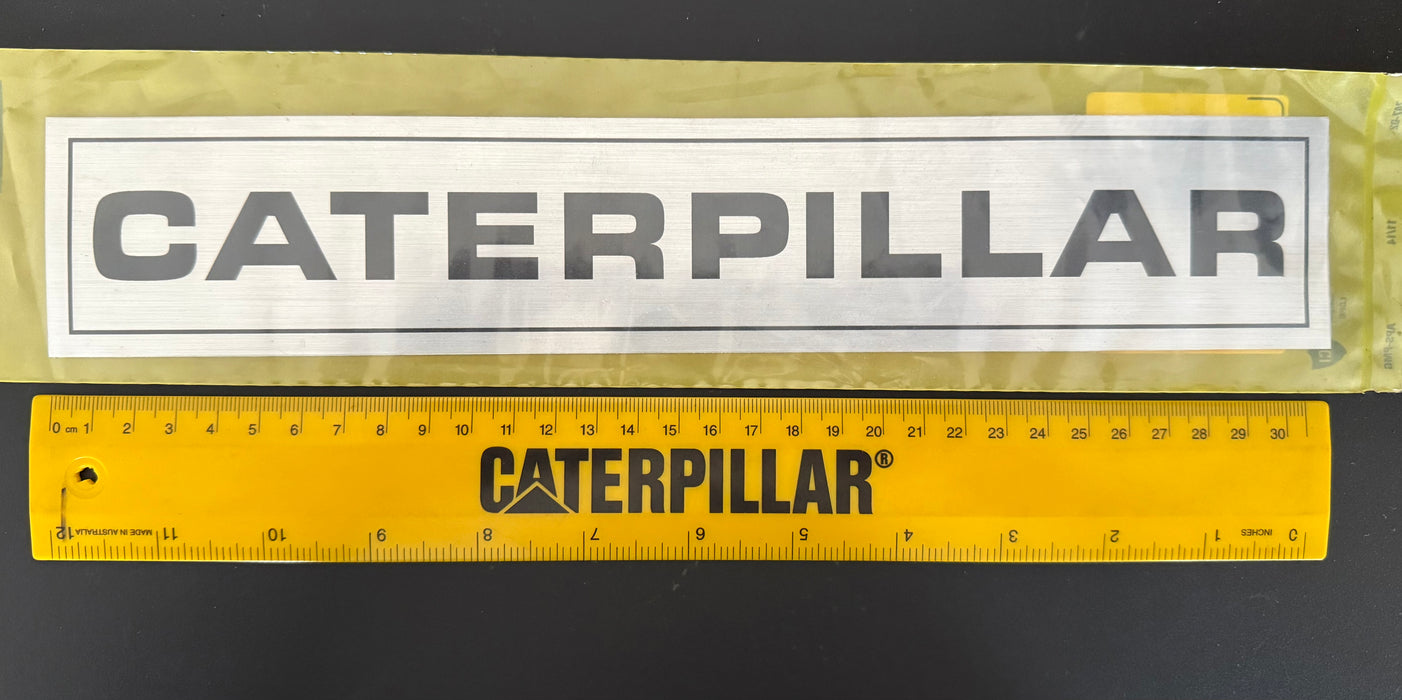 CATERPILLAR
11/14
0 cm 1 2 3 4 5 6 7 8 9 10 11 12 13 14 15 16 17 18 19 20 21 22 23 24 25 26 27 28 29 30
CATERPILLAR®
12 MADE IN AUSTRALIA 11 10 9 8 7 6 5 4 3 2 1 INCHES 0